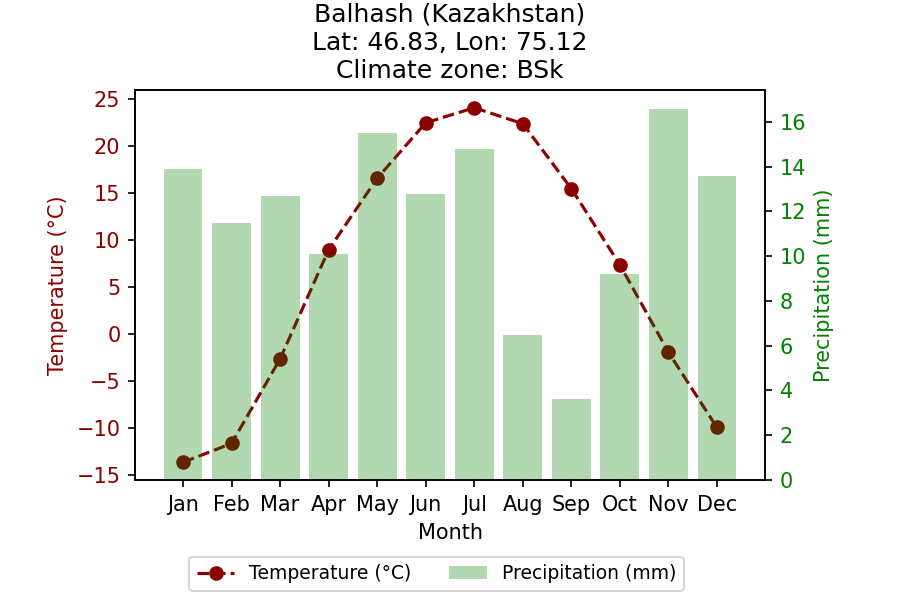 Balhash (Kazakhstan)
Lat: 46.83, Lon: 75.12
Climate zone: BSk
Temperature (°C)
25
20
15
10
5
0
−5
−10
−15
Precipitation (mm)
16
14
12
10
8
6
4
2
0
Jan Feb Mar Apr May Jun Jul Aug Sep Oct Nov Dec
Month
Temperature (°C) Precipitation (mm)